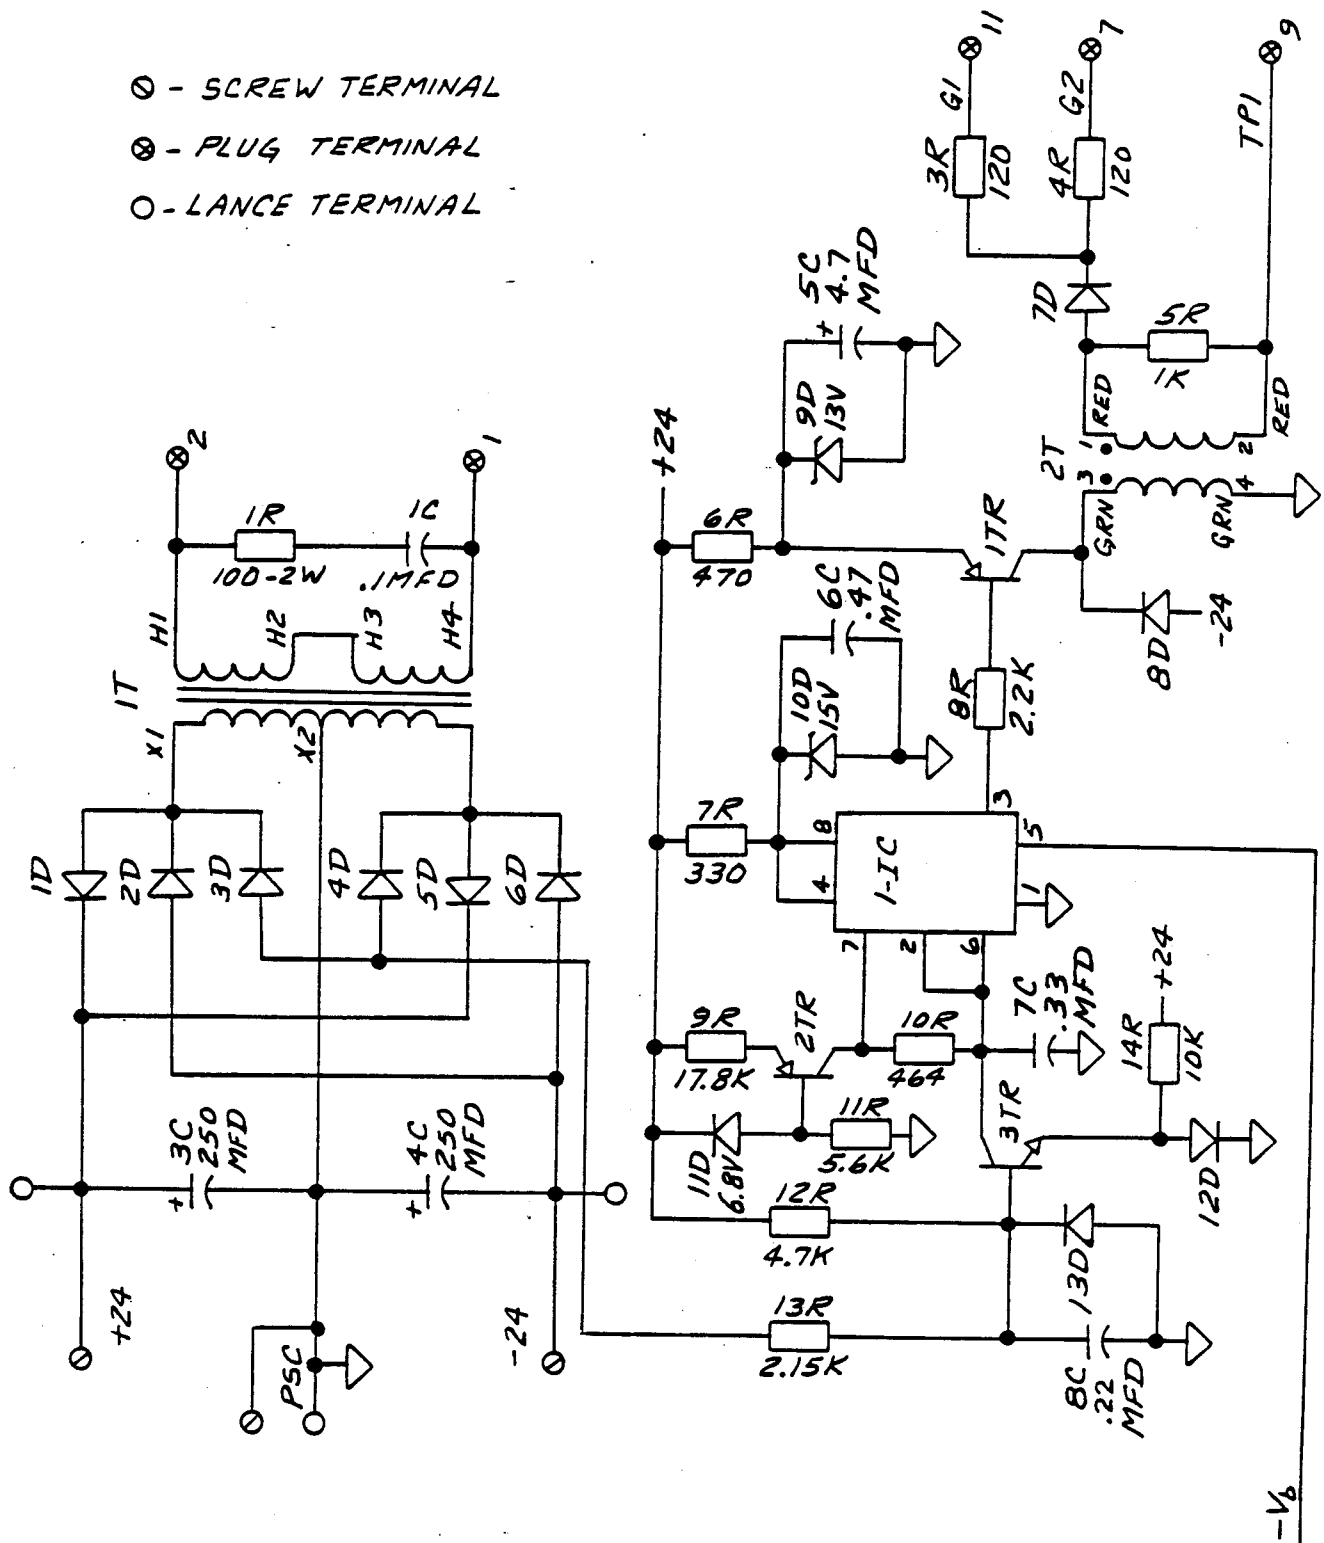 ⊘ - SCREW TERMINAL
⊗ - PLUG TERMINAL
○ - LANCE TERMINAL
2
1
1R
100-2W
1C
.1MFD
H1
H2
H3
H4
1T
X1
X2
1D
2D
3D
4D
5D
6D
3C
250
MFD
+
4C
250
MFD
+
+24
PSC
-24
11
7
9
G1
G2
TP1
3R
120
4R
120
7D
5R
1K
RED
RED
1
2
2T
3
4
GRN
GRN
5C
4.7
MFD
+
9D
13V
+24
6R
470
1TR
8D
-24
6C
.47
MFD
10D
15V
8R
2.2K
7R
330
8
4
3
5
1-IC
1
7
2
6
9R
17.8K
2TR
10R
464
7C
.33
MFD
+24
14R
10K
11D
6.8V
11R
5.6K
3TR
12D
12R
4.7K
13D
13R
2.15K
8C
.22
MFD
-Vb